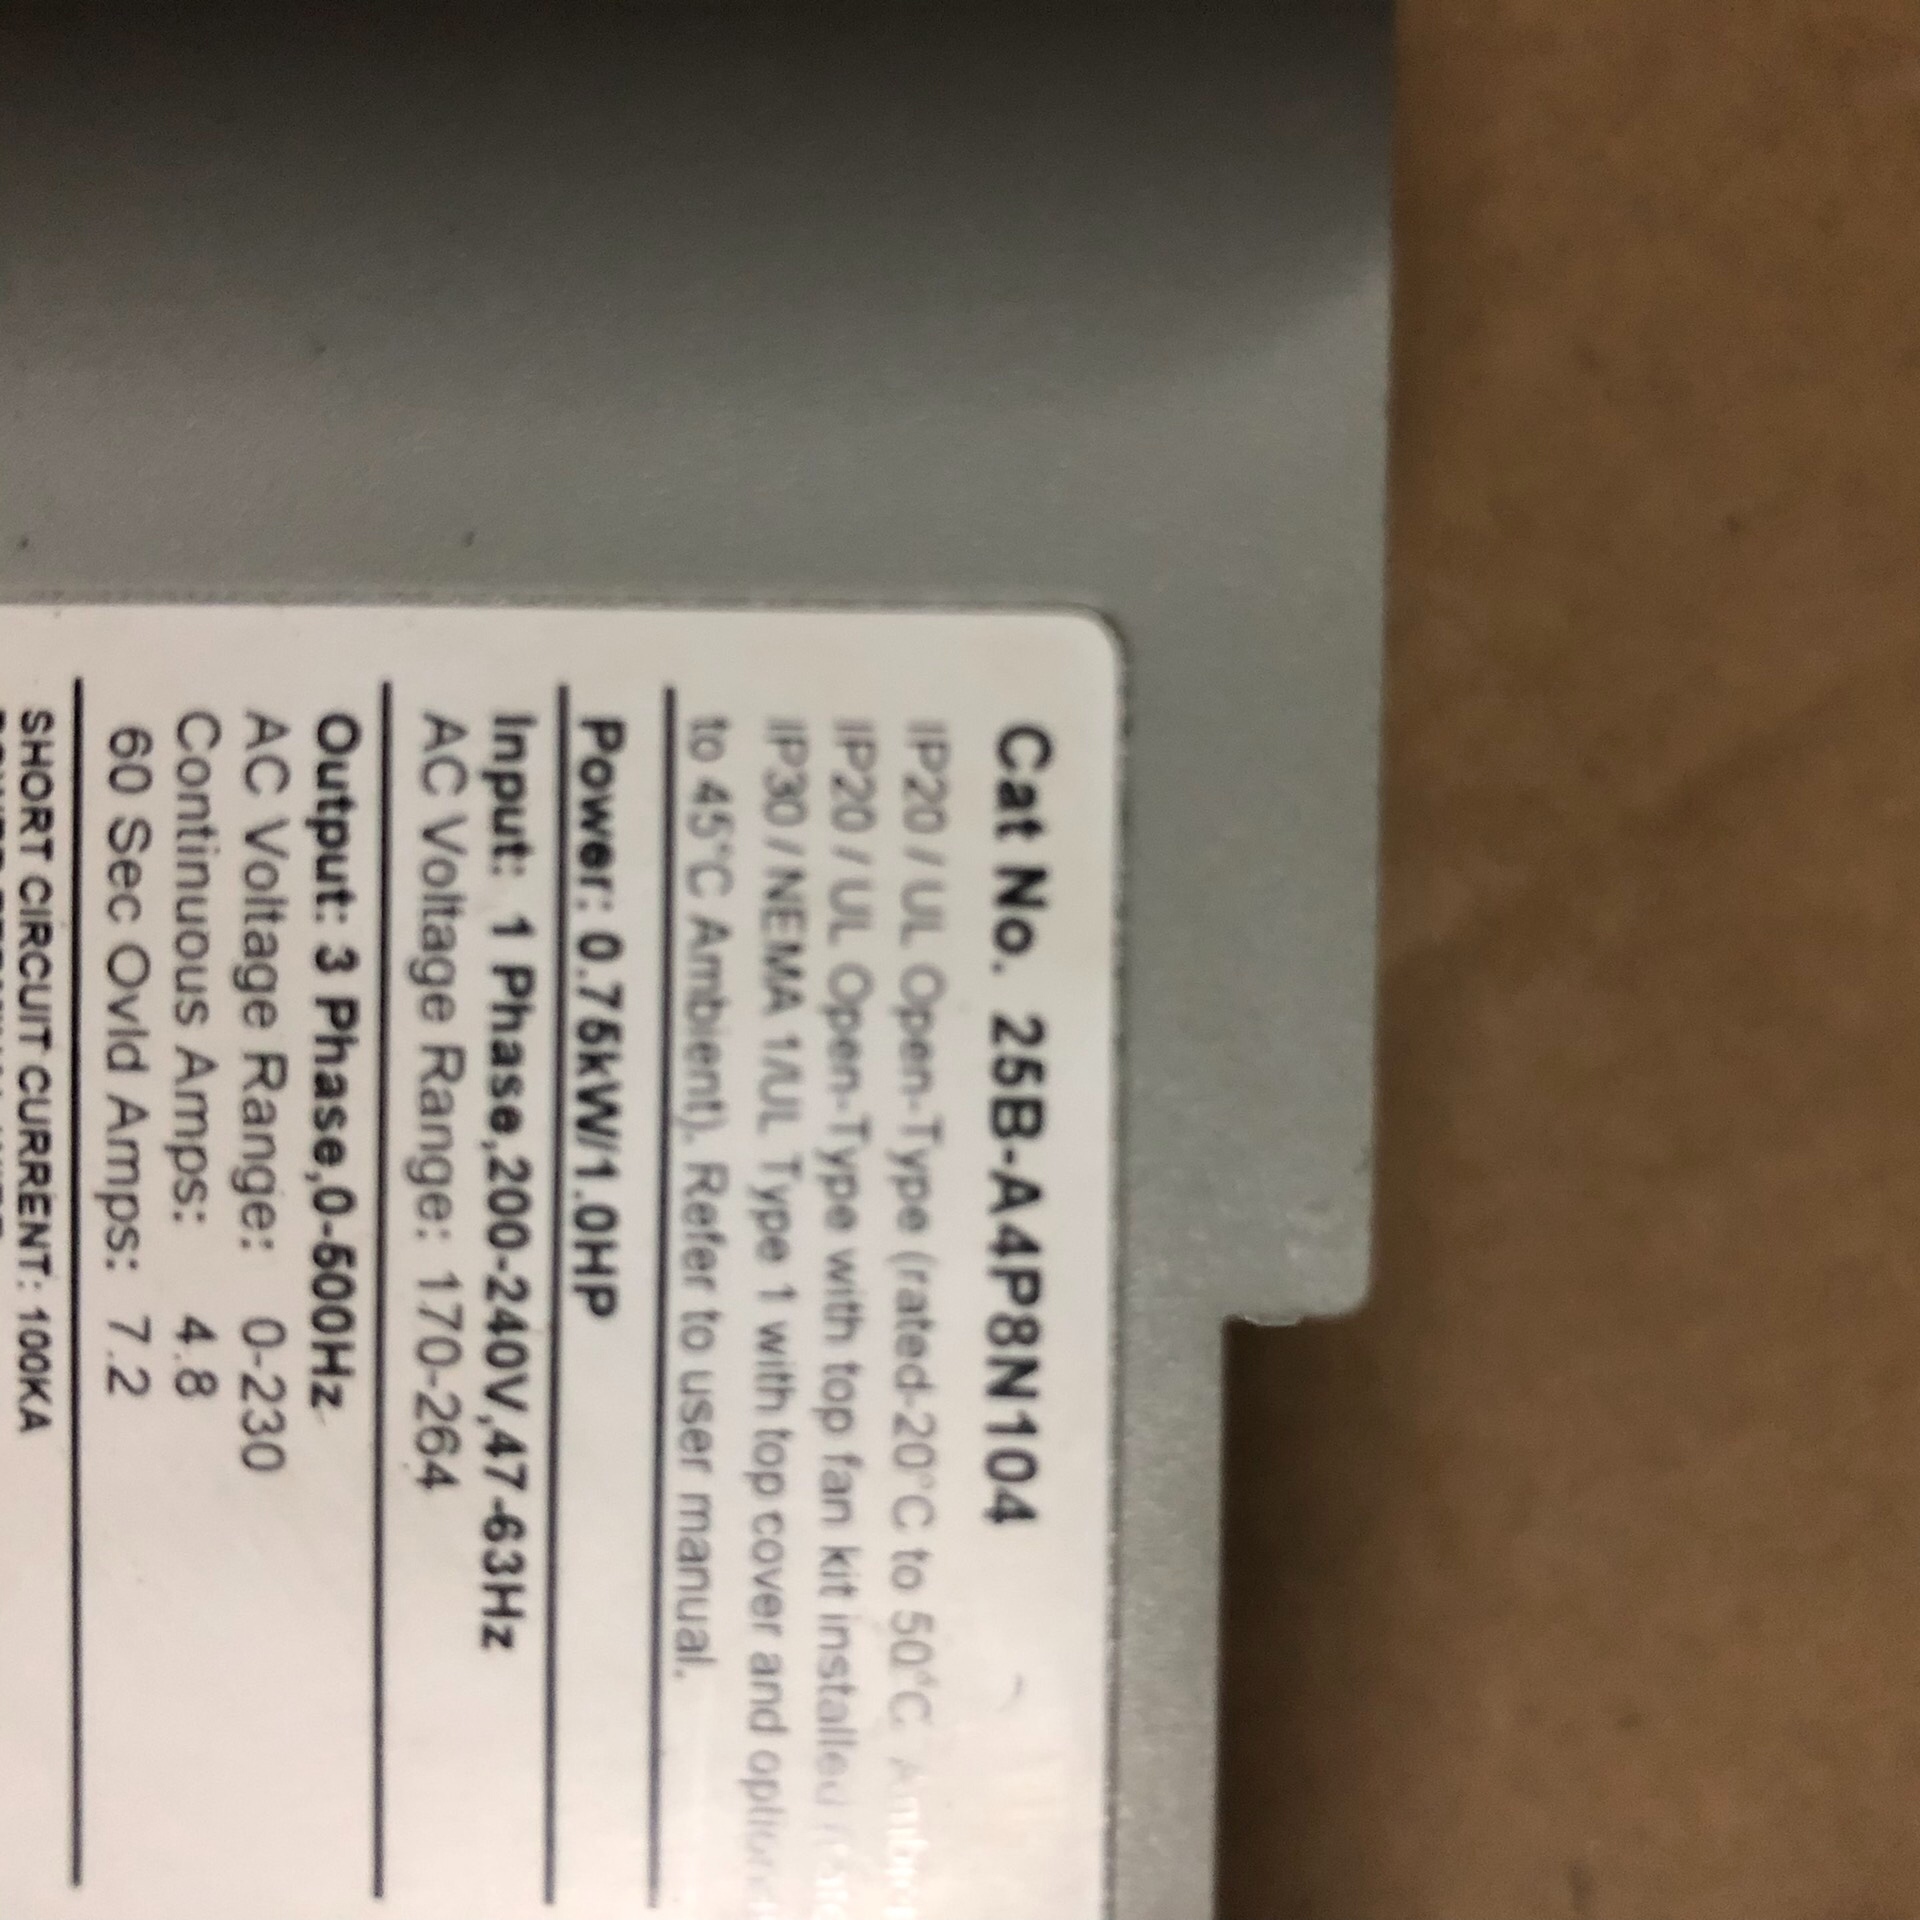 Cat No. 25B-A4P8N104
IP20 / UL Open-Type (rated-20°C to 50°C
IP20 / UL Open-Type with top fan kit installed
IP30 / NEMA 1/UL Type 1 with top cover and
to 45°C Ambient). Refer to user manual.
Power: 0.75kW/1.0HP
Input: 1 Phase,200-240V,47-63Hz
AC Voltage Range: 170-264
Output: 3 Phase,0-500Hz
AC Voltage Range: 0-230
Continuous Amps: 4.8
60 Sec Ovld Amps: 7.2
SHORT CIRCUIT CURRENT: 100KA